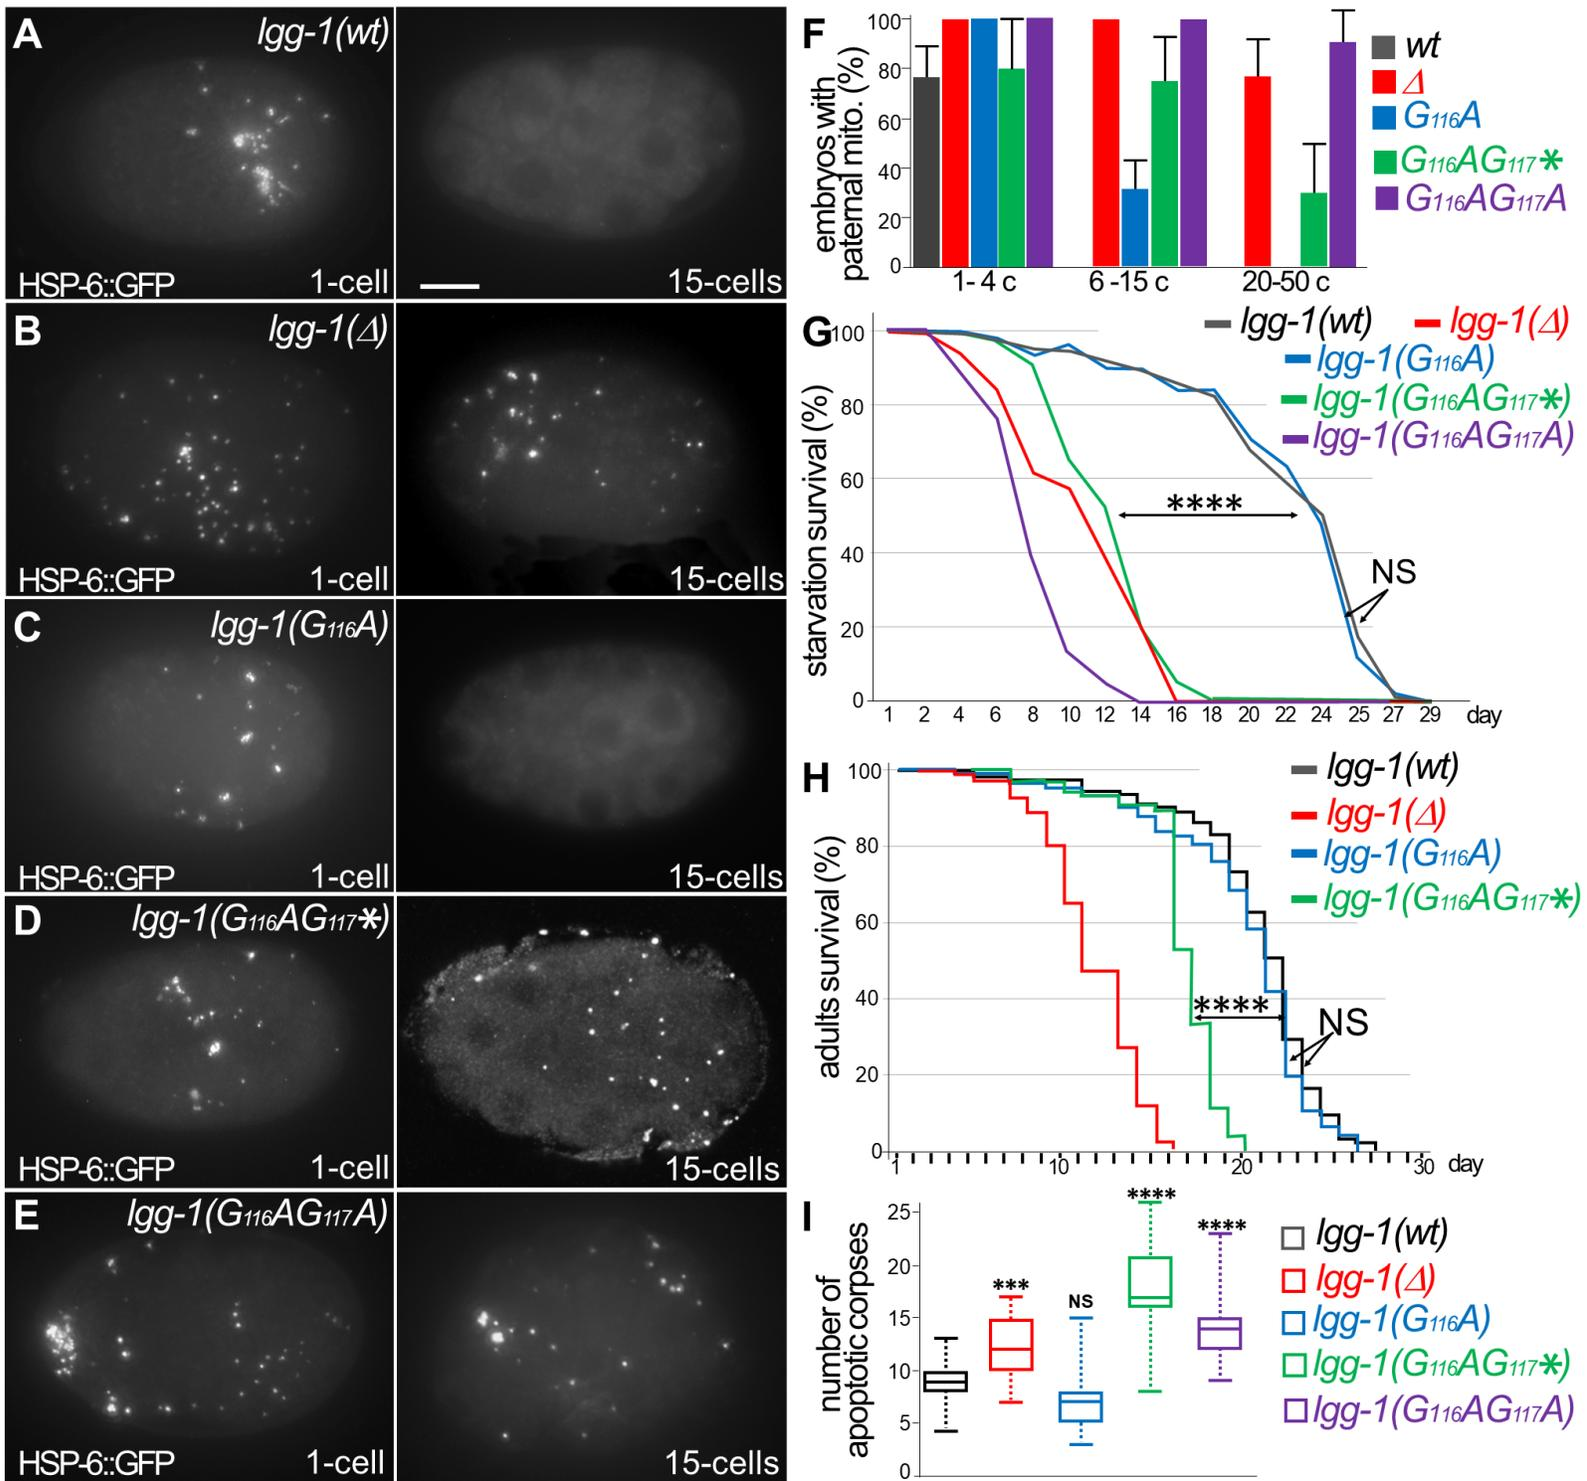 A
lgg-1(wt)
HSP-6::GFP
1-cell
15-cells
B
lgg-1(Δ)
HSP-6::GFP
1-cell
15-cells
C
lgg-1(G116A)
HSP-6::GFP
1-cell
15-cells
D
lgg-1(G116AG117*)
HSP-6::GFP
1-cell
15-cells
E
lgg-1(G116AG117A)
HSP-6::GFP
1-cell
15-cells
F
embryos with
paternal mito. (%)
100
80
60
40
20
0
1- 4 c
6 -15 c
20-50 c
wt
Δ
G116A
G116AG117*
G116AG117A
G
starvation survival (%)
100
80
60
40
20
0
1 2 4 6 8 10 12 14 16 18 20 22 24 25 27 29 day
lgg-1(wt)
lgg-1(Δ)
lgg-1(G116A)
lgg-1(G116AG117*)
lgg-1(G116AG117A)
****
NS
H
adults survival (%)
100
80
60
40
20
0
1 10 20 30 day
lgg-1(wt)
lgg-1(Δ)
lgg-1(G116A)
lgg-1(G116AG117*)
****
NS
I
number of
apoptotic corpses
25
20
15
10
5
0
***
NS
****
****
lgg-1(wt)
lgg-1(Δ)
lgg-1(G116A)
lgg-1(G116AG117*)
lgg-1(G116AG117A)